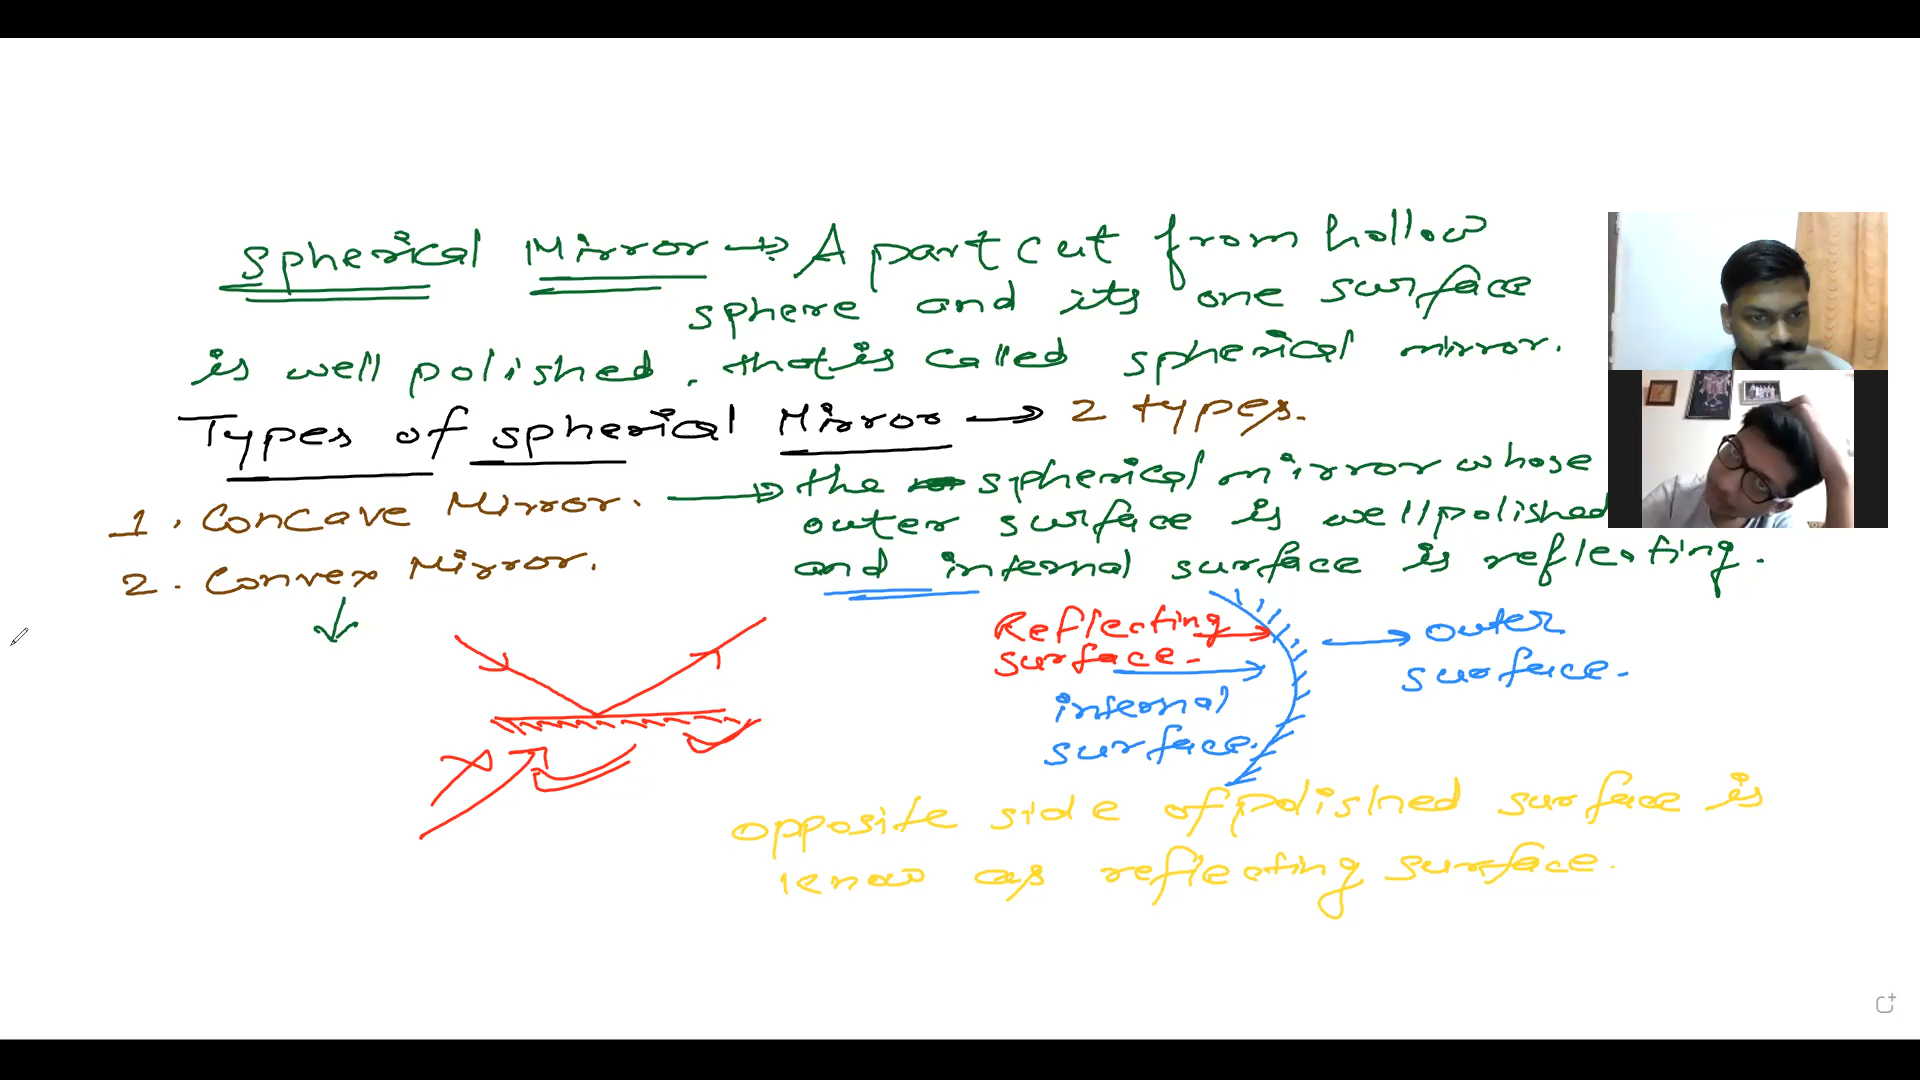 Spherical Mirror → A part cut from hollow
sphere and its one surface
is well polished, that is called spherical mirror.
Types of spherical Mirror → 2 types.
1. Concave Mirror. → the spherical mirror whose
outer surface is well polished
and internal surface is reflecting.
2. Convex Mirror.
Reflecting
surface.
outer
surface.
internal
surface.
opposite side of polished surface is
know as reflecting surface.